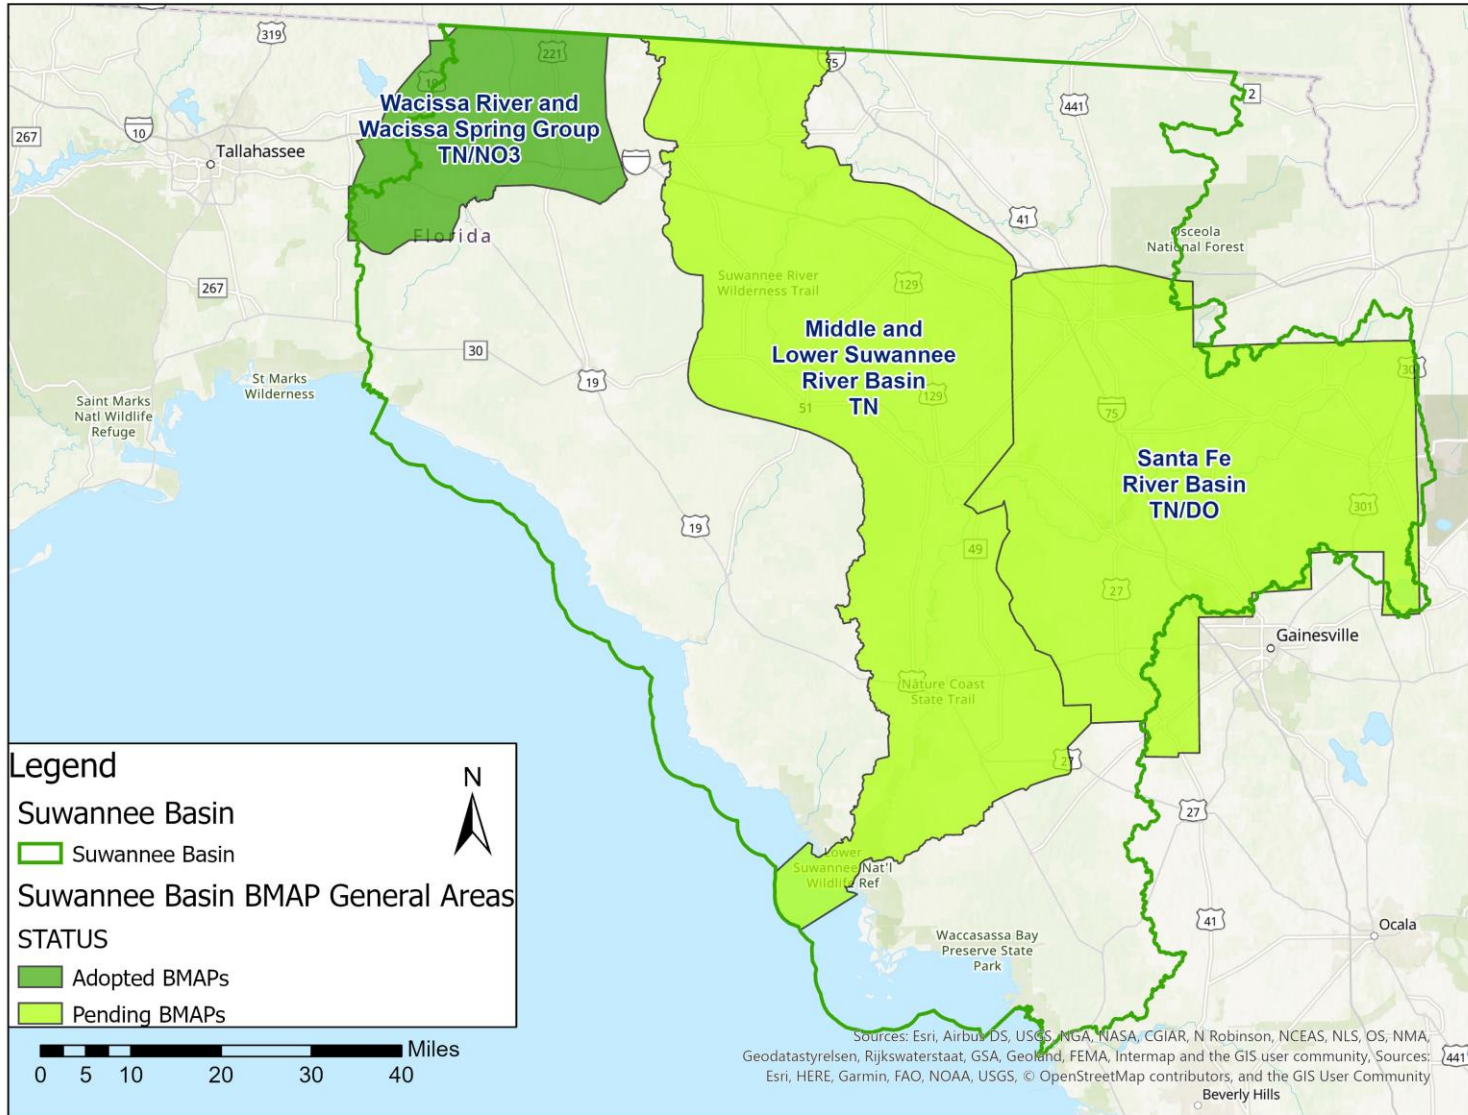 319
221
19
75
2
441
10
267
Tallahassee
Wacissa River and
Wacissa Spring Group
TN/NO3
41
Osceola
National Forest
Florida
267
Suwannee River
Wilderness Trail
129
30
19
Middle and
Lower Suwannee
River Basin
TN
129
51
75
301
St Marks
Wilderness
Saint Marks
Natl Wildlife
Refuge
Santa Fe
River Basin
TN/DO
301
19
49
27
Gainesville
Nature Coast
State Trail
27
27
Lower
Suwannee Nat'l
Wildlife Ref
41
Ocala
Waccasassa Bay
Preserve State
Park
Legend
N
Suwannee Basin
Suwannee Basin
Suwannee Basin BMAP General Areas
STATUS
Adopted BMAPs
Pending BMAPs
Miles
0 5 10 20 30 40
Sources: Esri, Airbus DS, USGS, NGA, NASA, CGIAR, N Robinson, NCEAS, NLS, OS, NMA,
Geodatastyrelsen, Rijkswaterstaat, GSA, Geoland, FEMA, Intermap and the GIS user community, Sources:
Esri, HERE, Garmin, FAO, NOAA, USGS, © OpenStreetMap contributors, and the GIS User Community
441
Beverly Hills